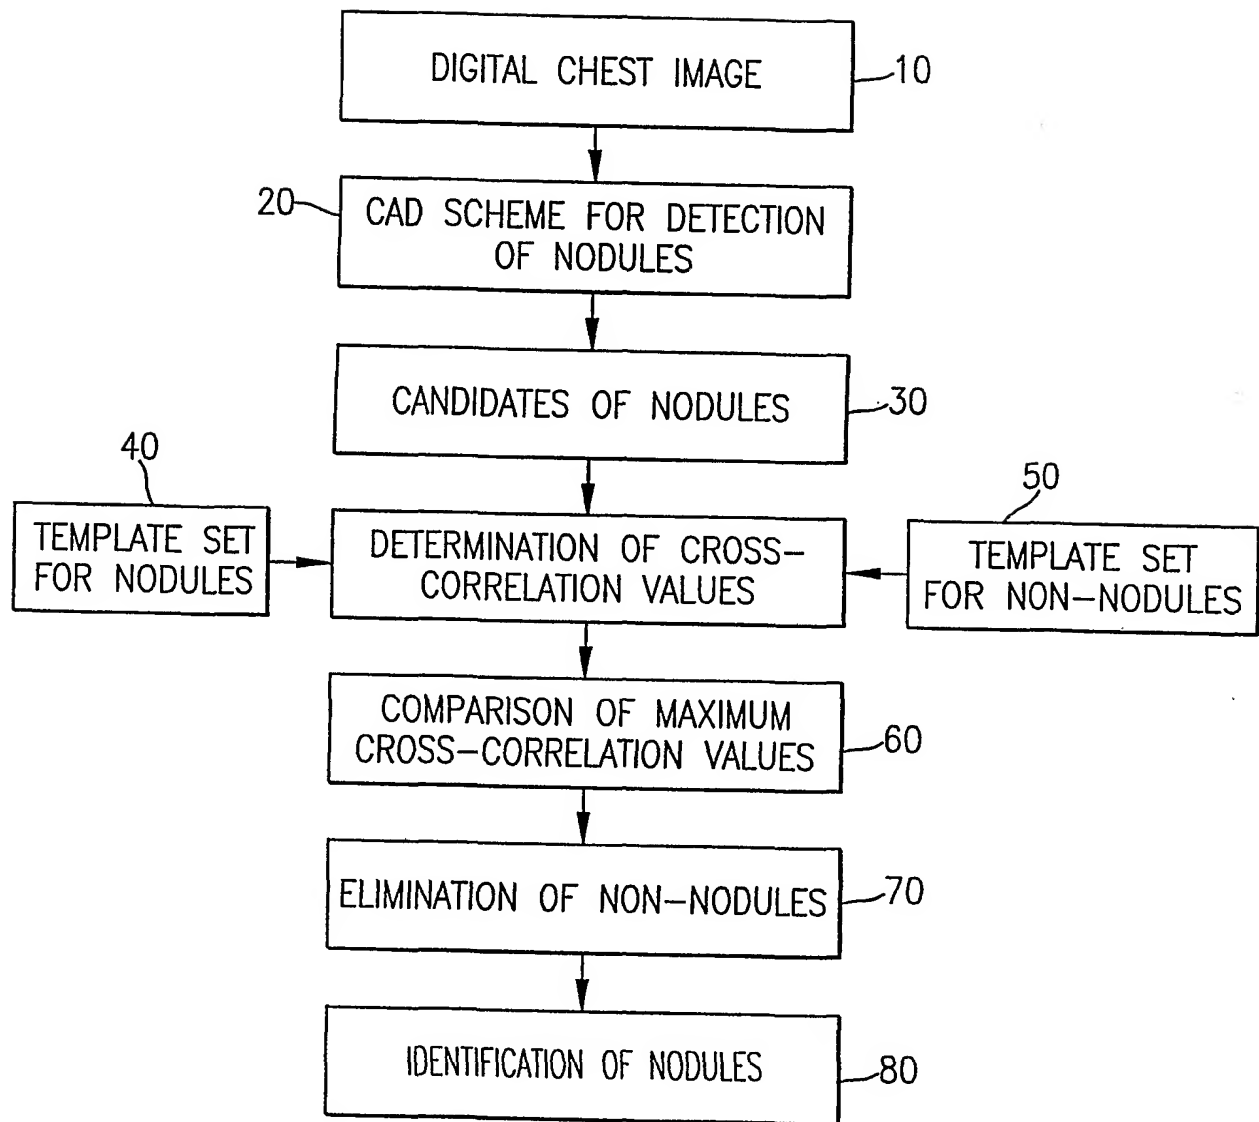 DIGITAL CHEST IMAGE
10
20
CAD SCHEME FOR DETECTION
OF NODULES
CANDIDATES OF NODULES
30
40
TEMPLATE SET
FOR NODULES
DETERMINATION OF CROSS-
CORRELATION VALUES
50
TEMPLATE SET
FOR NON-NODULES
COMPARISON OF MAXIMUM
CROSS-CORRELATION VALUES
60
ELIMINATION OF NON-NODULES
70
IDENTIFICATION OF NODULES
80